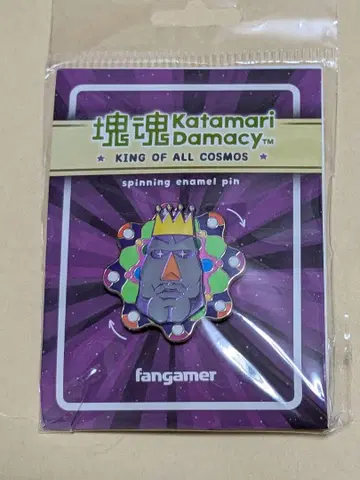 塊魂 Katamari
Damacy™
★ KING OF ALL COSMOS ★
spinning enamel pin
fangamer